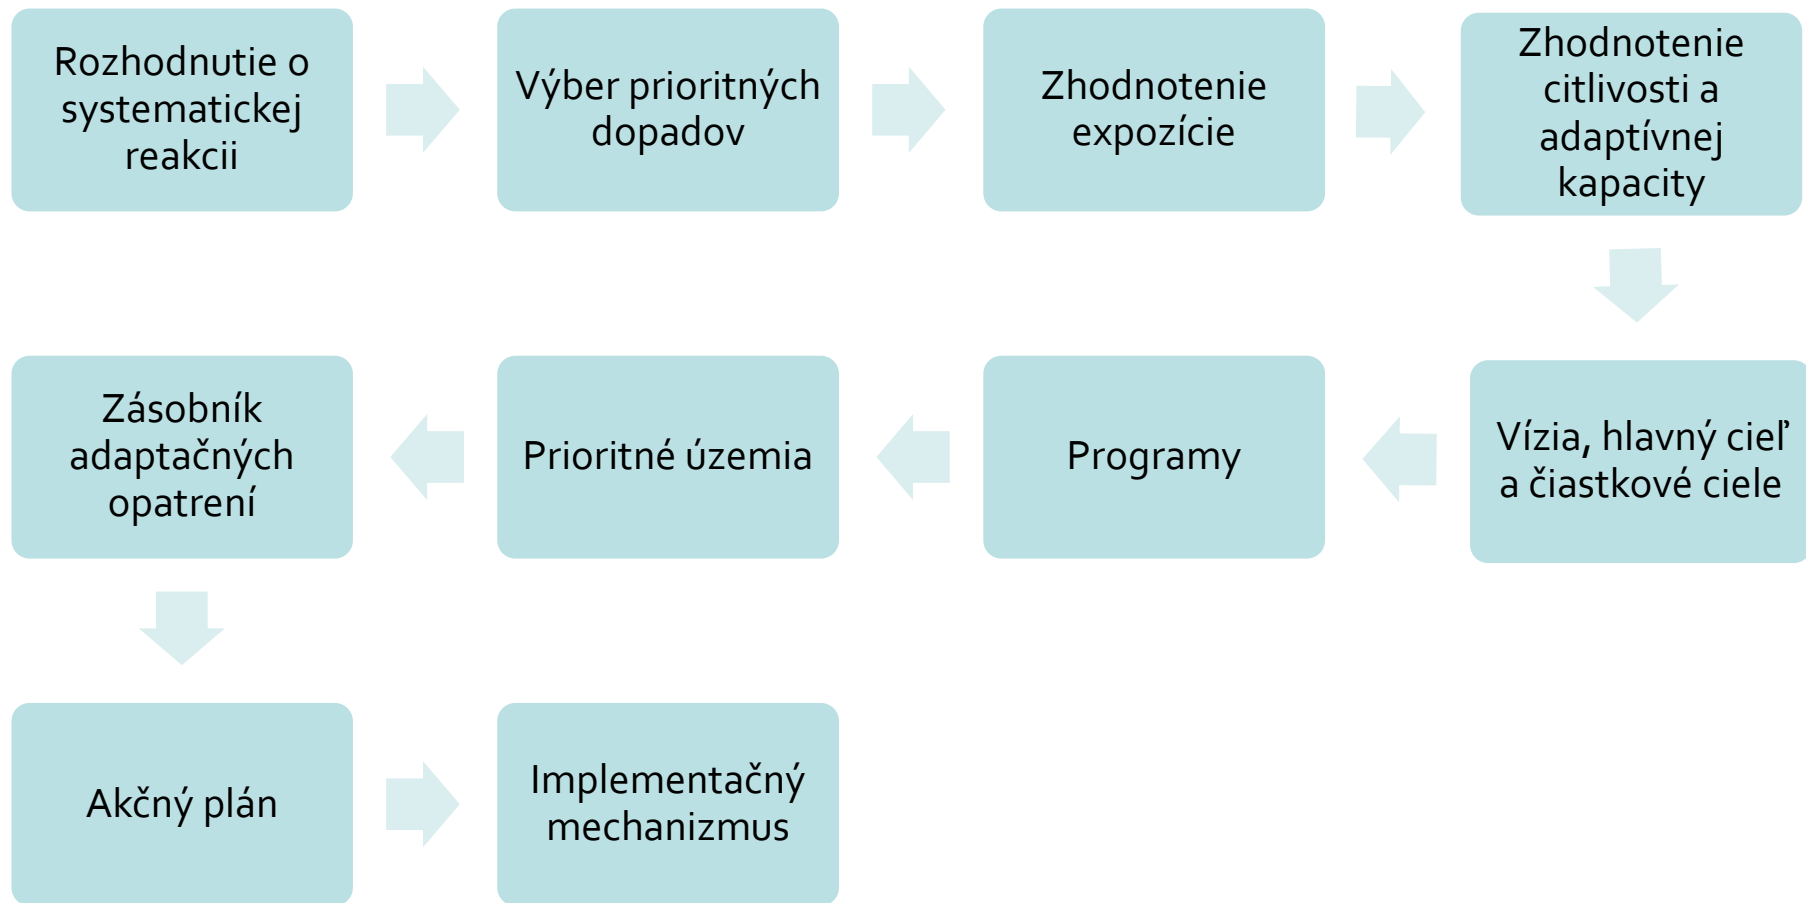 Rozhodnutie o
systematickej
reakcii
Výber prioritných
dopadov
Zhodnotenie
expozície
Zhodnotenie
citlivosti a
adaptívnej
kapacity
Vízia, hlavný cieľ
a čiastkové ciele
Programy
Prioritné územia
Zásobník
adaptačných
opatrení
Akčný plán
Implementačný
mechanizmus